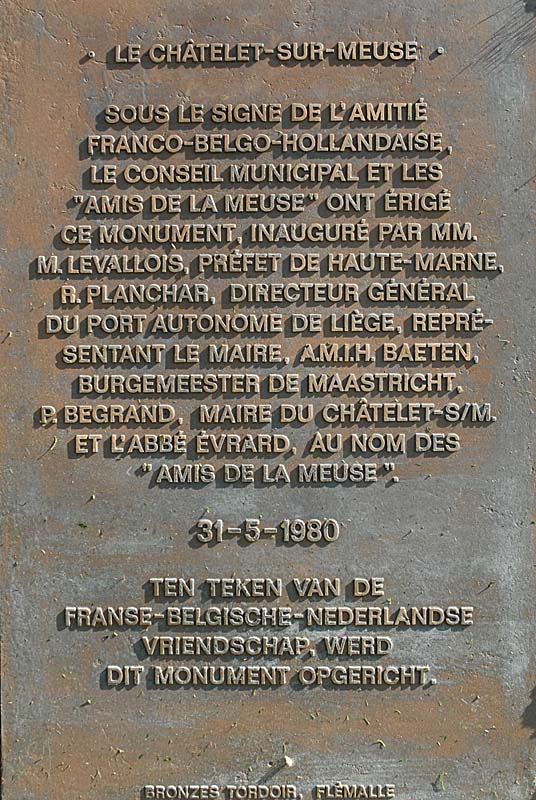 • LE CHÂTELET-SUR-MEUSE •
SOUS LE SIGNE DE L'AMITIÉ
FRANCO-BELGO-HOLLANDAISE,
LE CONSEIL MUNICIPAL ET LES
"AMIS DE LA MEUSE" ONT ÉRIGÉ
CE MONUMENT, INAUGURÉ PAR MM.
M. LEVALLOIS, PRÉFET DE HAUTE-MARNE,
R. PLANCHAR, DIRECTEUR GÉNÉRAL
DU PORT AUTONOME DE LIÈGE, REPRÉ-
SENTANT LE MAIRE, A.M.I.H. BAETEN,
BURGEMEESTER DE MAASTRICHT,
P. BEGRAND, MAIRE DU CHÂTELET-S/M.
ET L'ABBÉ ÉVRARD, AU NOM DES
"AMIS DE LA MEUSE".
31-5-1980
TEN TEKEN VAN DE
FRANSE-BELGISCHE-NEDERLANDSE
VRIENDSCHAP, WERD
DIT MONUMENT OPGERICHT.
BRONZES TORDOIR, FLÉMALLE